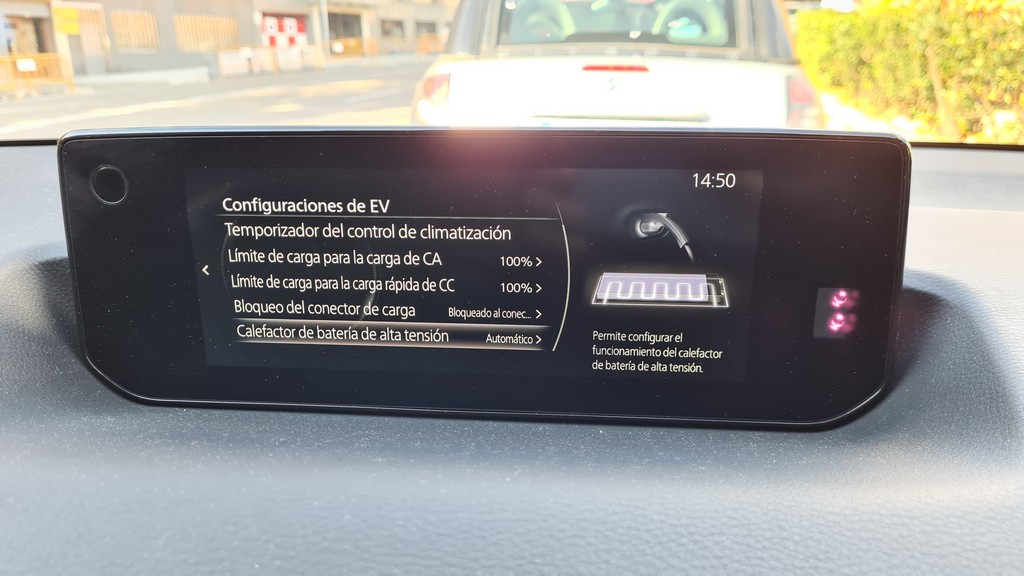 14:50
Configuraciones de EV
Temporizador del control de climatización
Límite de carga para la carga de CA 100%
Límite de carga para la carga rápida de CC 100%
Bloqueo del conector de carga Bloqueado al conec...
Calefactor de batería de alta tensión Automático
Permite configurar el
funcionamiento del calefactor
de batería de alta tensión.